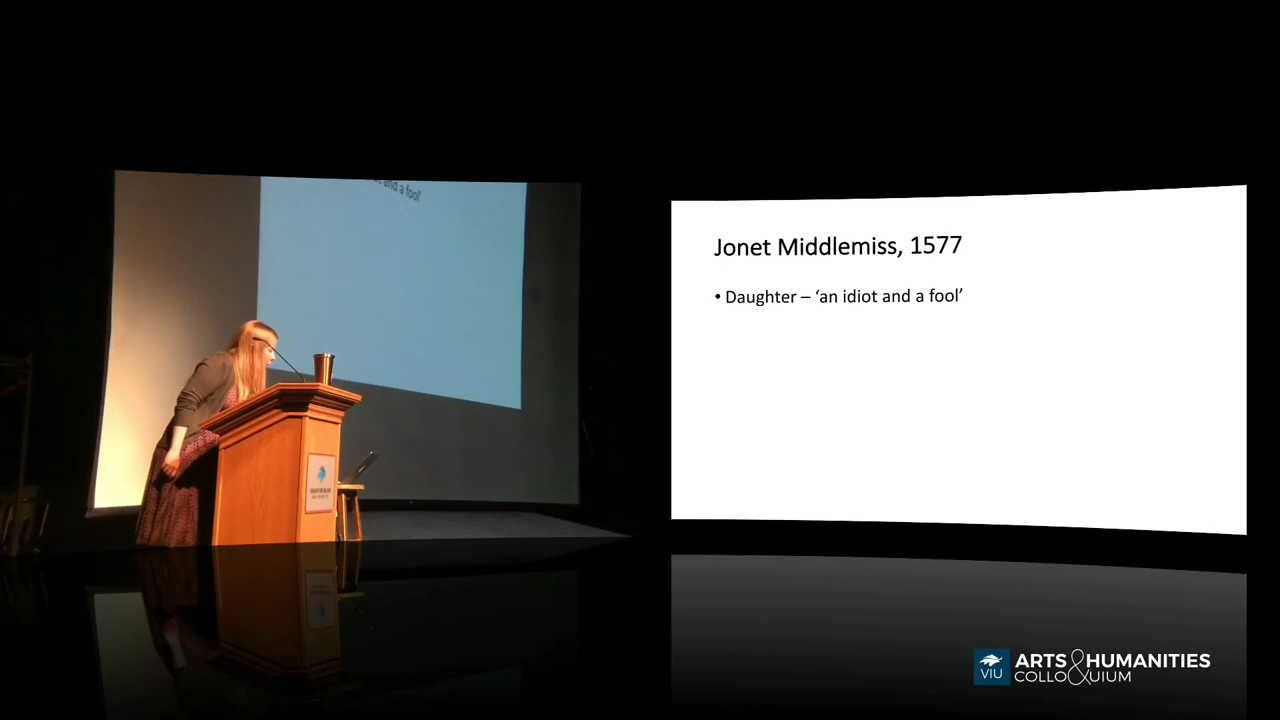 and a fool'
Jonet Middlemiss, 1577
• Daughter – ‘an idiot and a fool’
VIU
ARTS & HUMANITIES
COLLOQUIUM